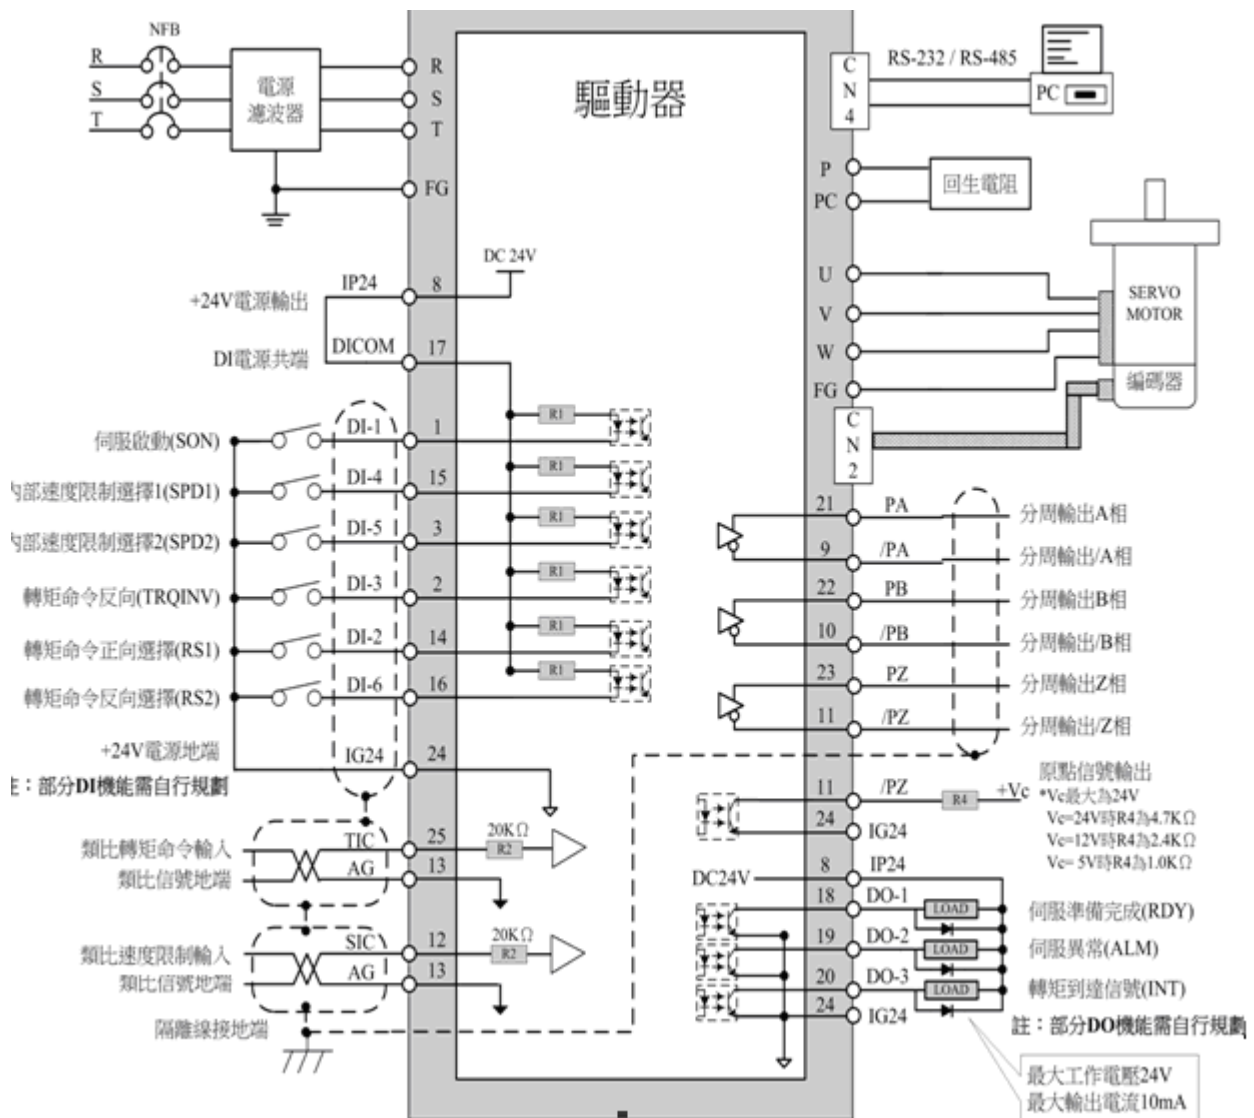 NFB
R
S
T
電源
濾波器
R
S
T
FG
驅動器
C
N
4
RS-232 / RS-485
PC
P
PC
回生電阻
U
V
W
FG
SERVO
MOTOR
編碼器
C
N
2
DC 24V
+24V電源輸出
IP24
8
DI電源共端
DICOM
17
伺服啟動(SON)
DI-1
1
R1
內部速度限制選擇1(SPD1)
DI-4
15
R1
內部速度限制選擇2(SPD2)
DI-5
3
R1
轉矩命令反向(TRQINV)
DI-3
2
R1
轉矩命令正向選擇(RS1)
DI-2
14
R1
轉矩命令反向選擇(RS2)
DI-6
16
R1
+24V電源地端
IG24
24
註：部分DI機能需自行規劃
類比轉矩命令輸入
TIC
25
20KΩ
R2
類比信號地端
AG
13
類比速度限制輸入
SIC
12
20KΩ
R2
類比信號地端
AG
13
隔離線接地端
21
PA
分周輸出A相
9
/PA
分周輸出/A相
22
PB
分周輸出B相
10
/PB
分周輸出/B相
23
PZ
分周輸出Z相
11
/PZ
分周輸出/Z相
原點信號輸出
11
/PZ
R4
+Vc
*Vc最大為24V
Vc=24V時R4為4.7KΩ
Vc=12V時R4為2.4KΩ
Vc= 5V時R4為1.0KΩ
24
IG24
DC24V
8
IP24
18
DO-1
LOAD
伺服準備完成(RDY)
19
DO-2
LOAD
伺服異常(ALM)
20
DO-3
LOAD
轉矩到達信號(INT)
24
IG24
註：部分DO機能需自行規劃
最大工作電壓24V
最大輸出電流10mA